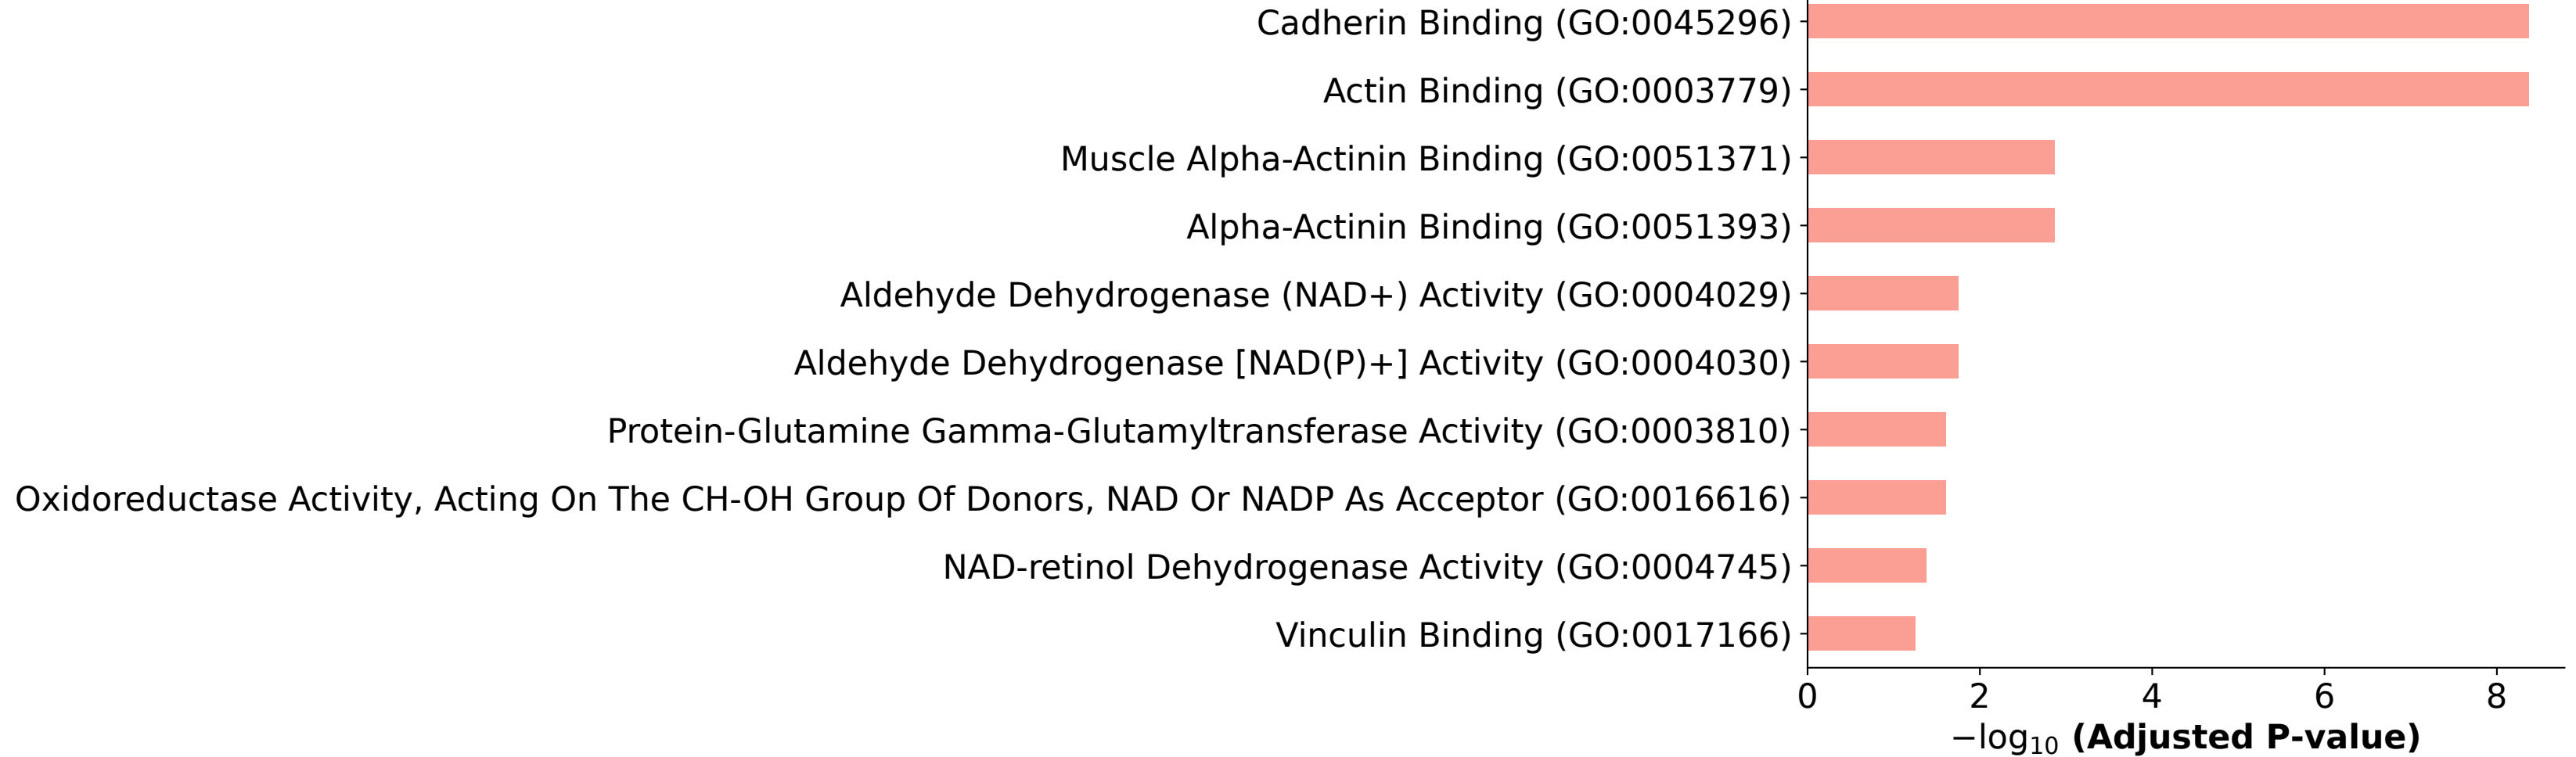 Cadherin Binding (GO:0045296)
Actin Binding (GO:0003779)
Muscle Alpha-Actinin Binding (GO:0051371)
Alpha-Actinin Binding (GO:0051393)
Aldehyde Dehydrogenase (NAD+) Activity (GO:0004029)
Aldehyde Dehydrogenase [NAD(P)+] Activity (GO:0004030)
Protein-Glutamine Gamma-Glutamyltransferase Activity (GO:0003810)
Oxidoreductase Activity, Acting On The CH-OH Group Of Donors, NAD Or NADP As Acceptor (GO:0016616)
NAD-retinol Dehydrogenase Activity (GO:0004745)
Vinculin Binding (GO:0017166)
0 2 4 6 8
−log₁₀ (Adjusted P-value)